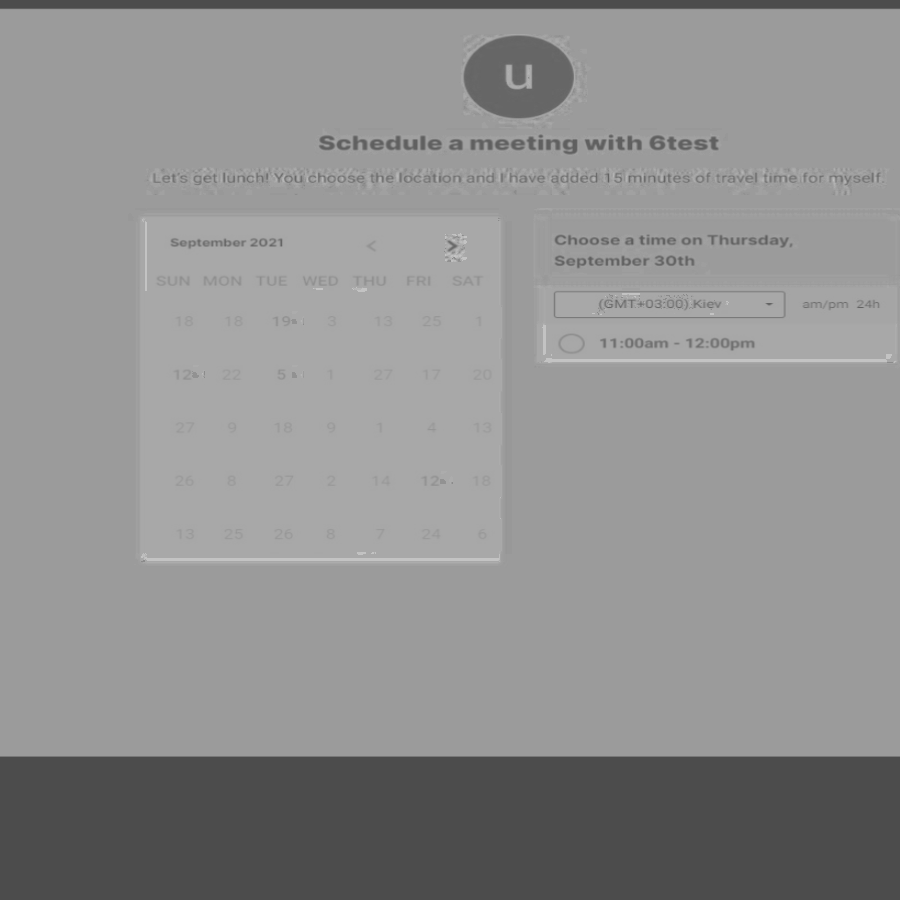 u
Schedule a meeting with 6test
Let's get lunch! You choose the location and I have added 15 minutes of travel time for myself.
September 2021 < >
SUN MON TUE WED THU FRI SAT
18 18 19 3 13 25 1
12 22 5 1 27 17 20
27 9 18 9 1 4 13
26 8 27 2 14 12 18
13 25 26 8 7 24 6
Choose a time on Thursday,
September 30th
(GMT+03:00) Kiev am/pm 24h
11:00am - 12:00pm